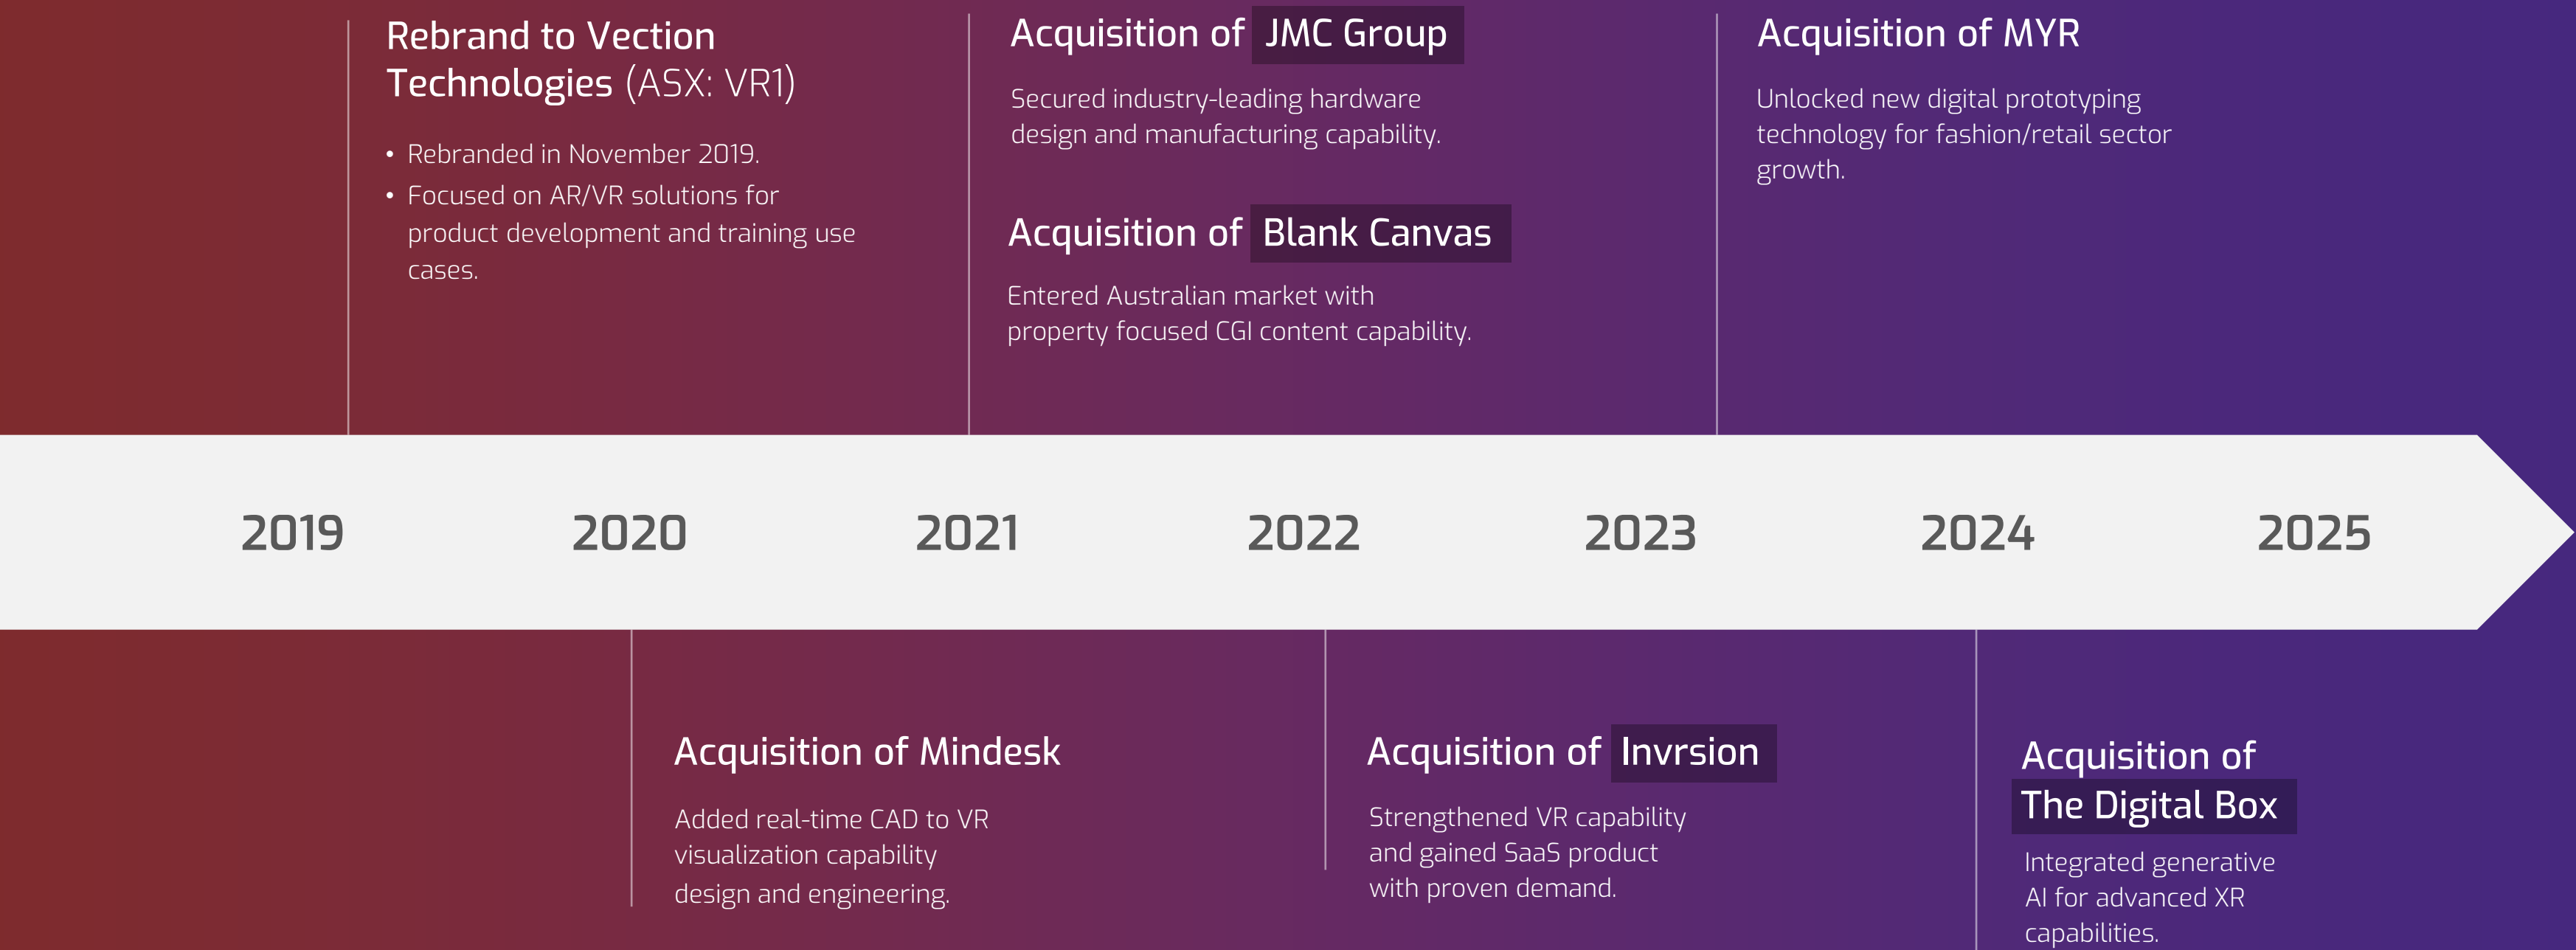 Rebrand to Vection
Technologies (ASX: VR1)
• Rebranded in November 2019.
• Focused on AR/VR solutions for
product development and training use
cases.
Acquisition of JMC Group
Secured industry-leading hardware
design and manufacturing capability.
Acquisition of Blank Canvas
Entered Australian market with
property focused CGI content capability.
Acquisition of MYR
Unlocked new digital prototyping
technology for fashion/retail sector
growth.
2019
2020
2021
2022
2023
2024
2025
Acquisition of Mindesk
Added real-time CAD to VR
visualization capability
design and engineering.
Acquisition of Invrsion
Strengthened VR capability
and gained SaaS product
with proven demand.
Acquisition of
The Digital Box
Integrated generative
AI for advanced XR
capabilities.